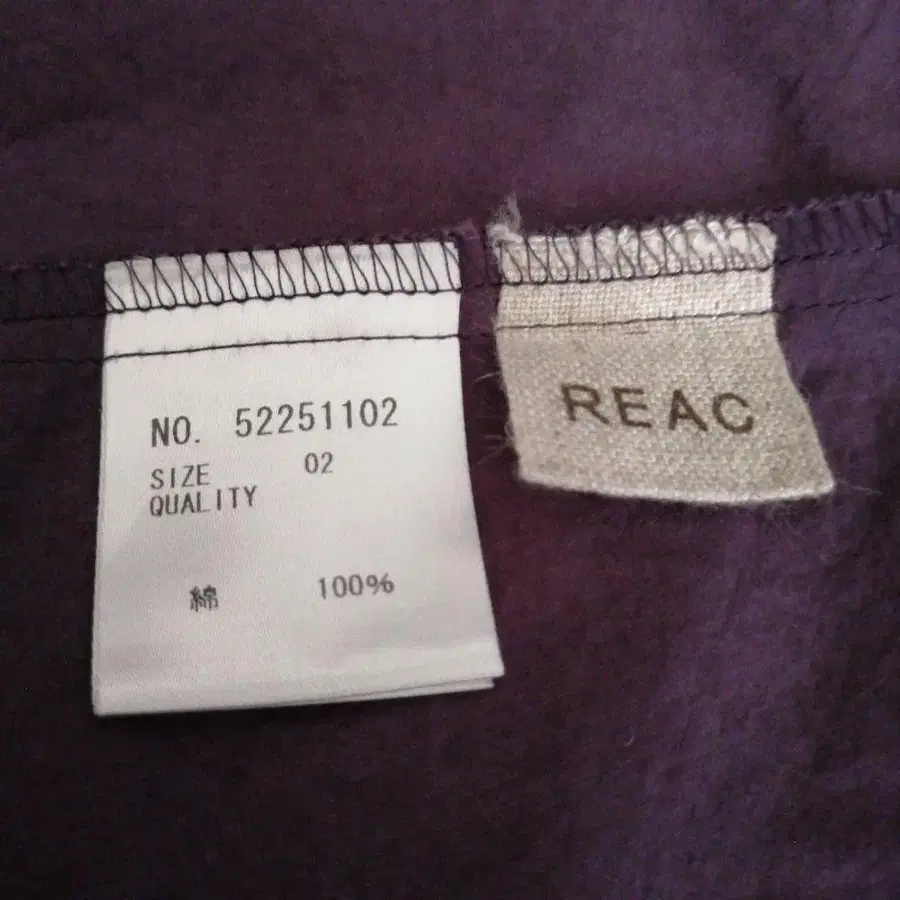 NO. 52251102
SIZE 02
QUALITY
綿 100%
REAC